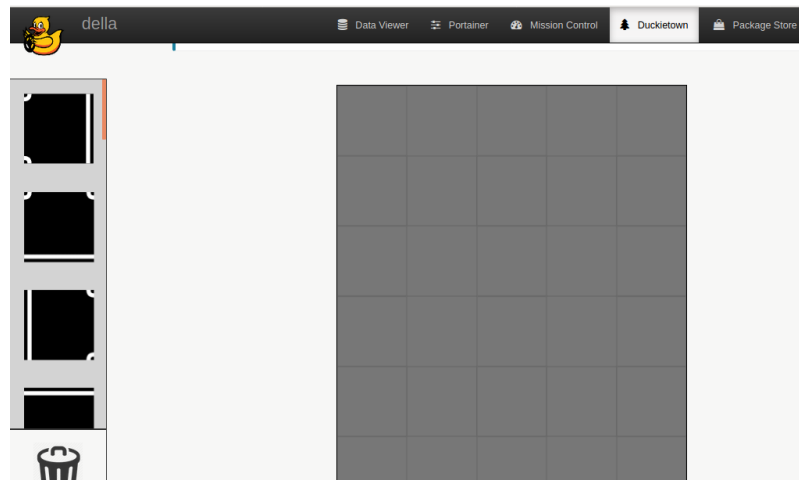 della
Data Viewer
Portainer
Mission Control
Duckietown
Package Store